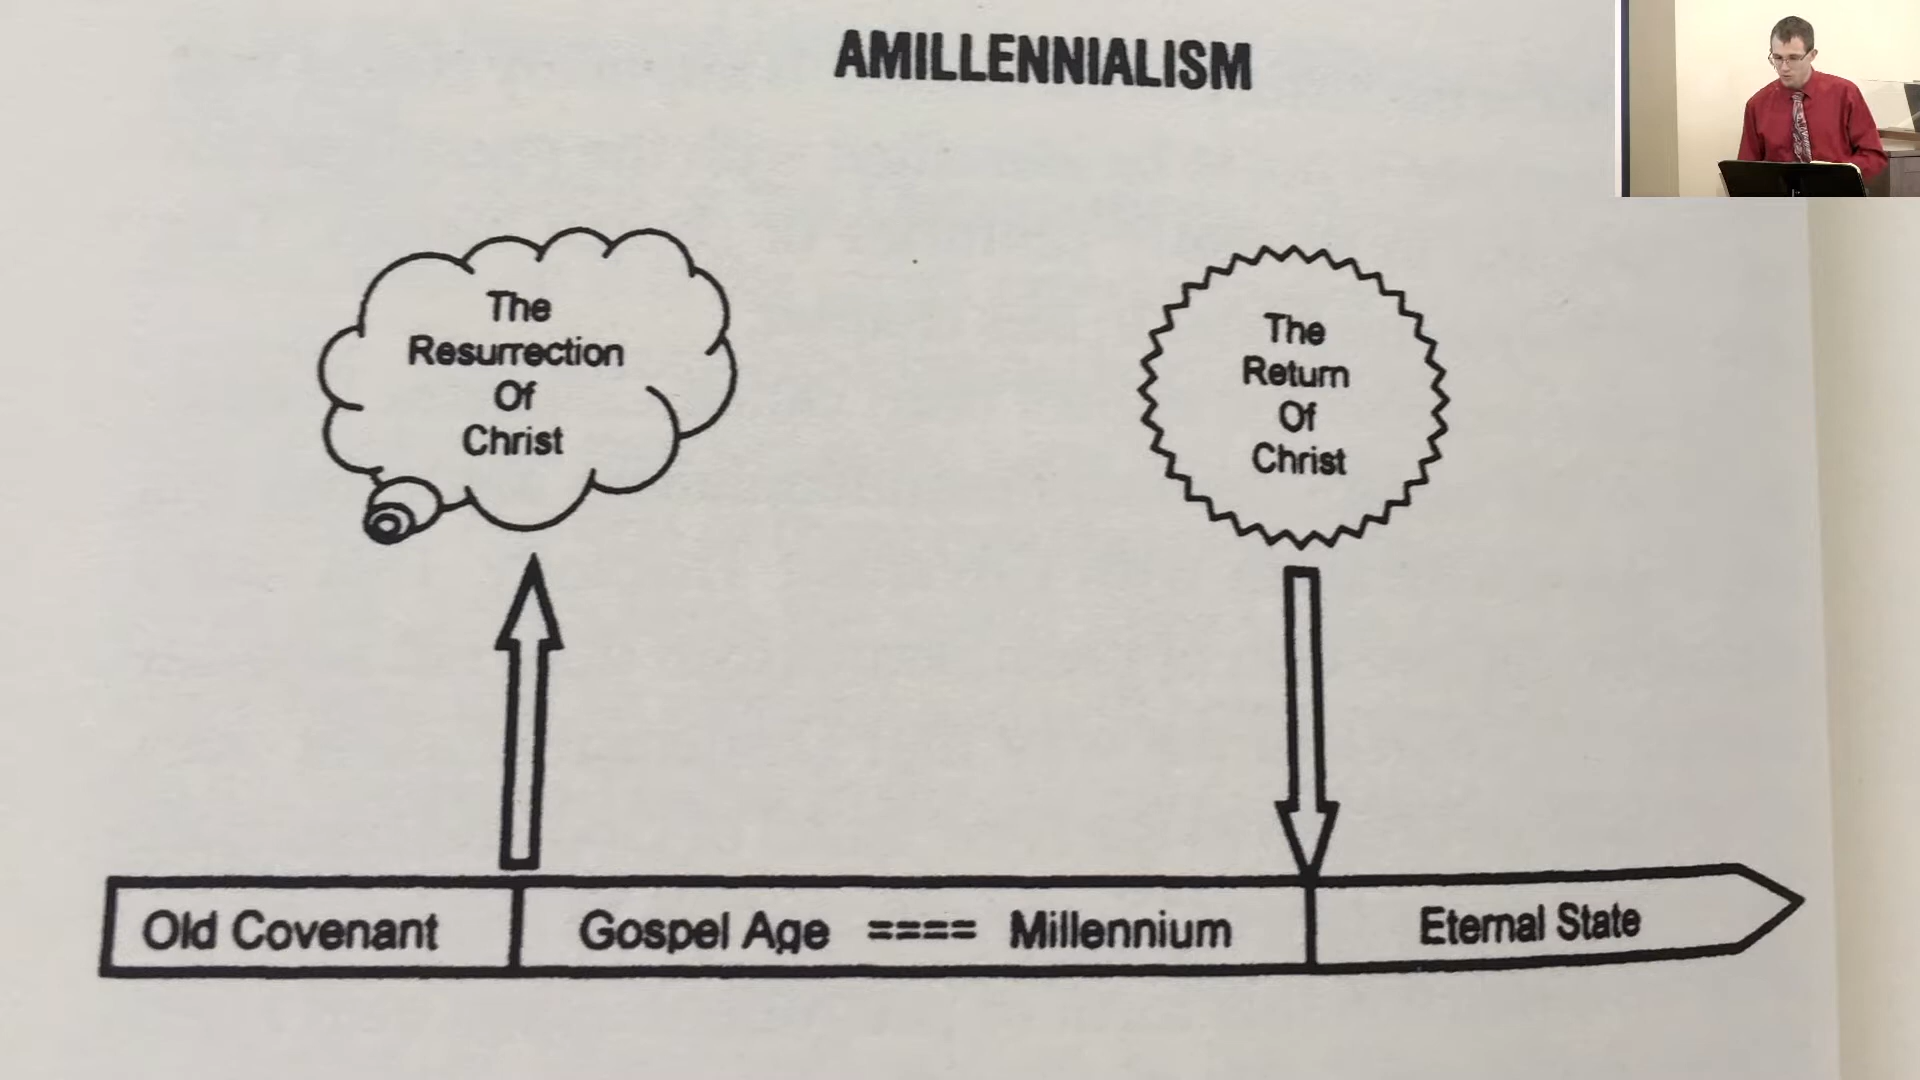 AMILLENNIALISM
The
Resurrection
Of
Christ
The
Return
Of
Christ
Old Covenant
Gospel Age ==== Millennium
Eternal State